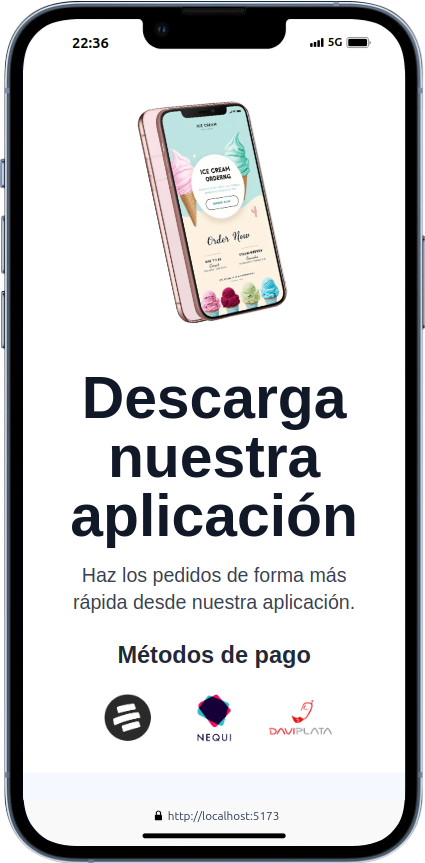 22:36 5G
ICE CREAM
ICE CREAM
ORDERNG
Order Now
Descarga
nuestra
aplicación
Haz los pedidos de forma más
rápida desde nuestra aplicación.
Métodos de pago
NEQUI DAVIPLATA
http://localhost:5173